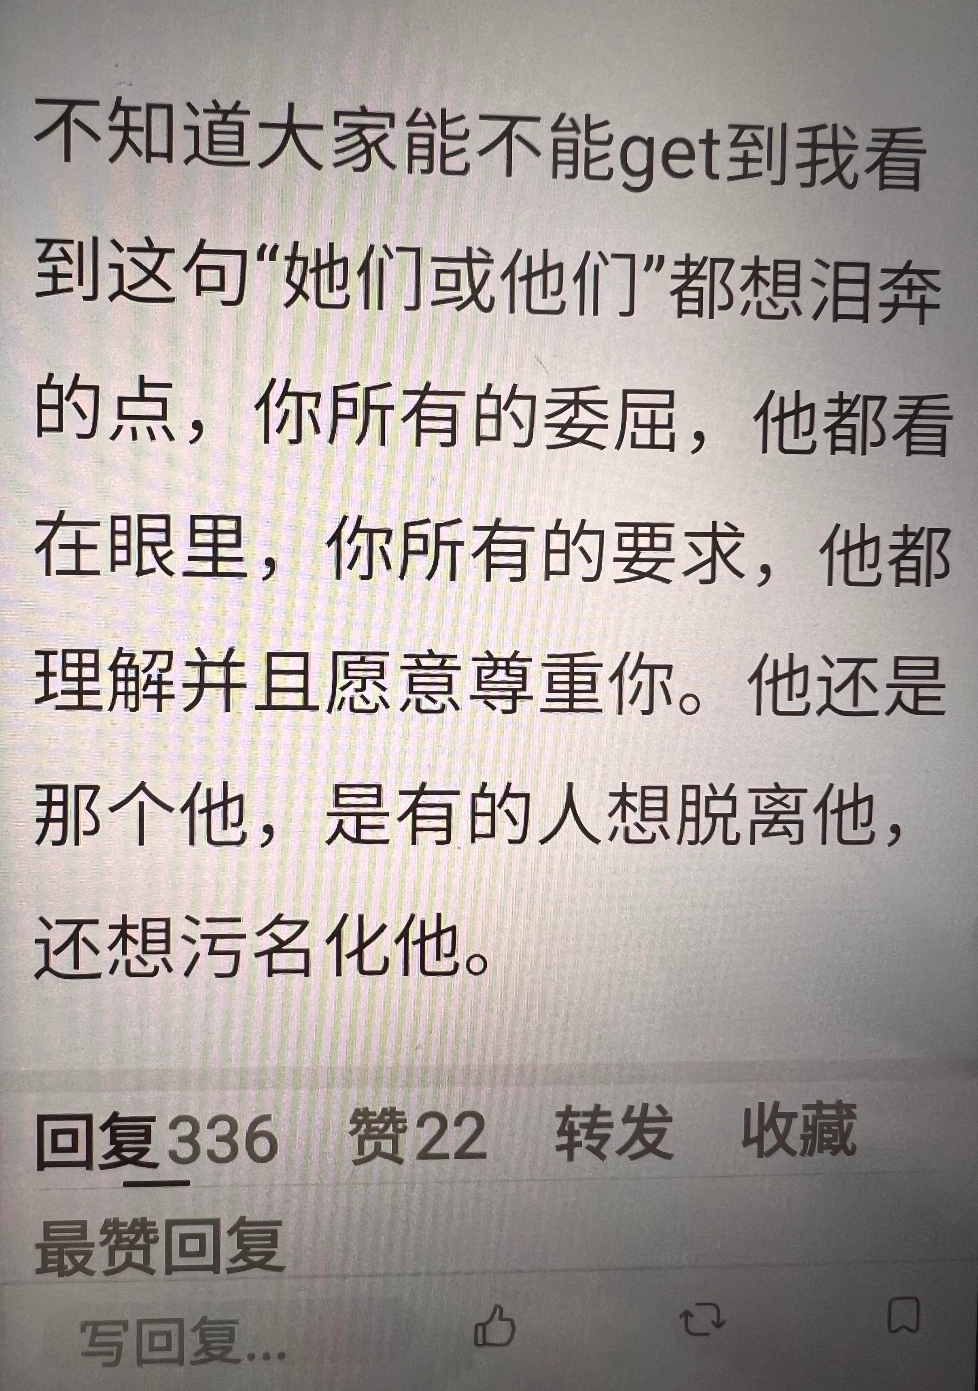 不知道大家能不能get到我看
到这句“她们或他们”都想泪奔
的点，你所有的委屈，他都看
在眼里，你所有的要求，他都
理解并且愿意尊重你。他还是
那个他，是有的人想脱离他，
还想污名化他。
回复336 赞22 转发 收藏
最赞回复
写回复...